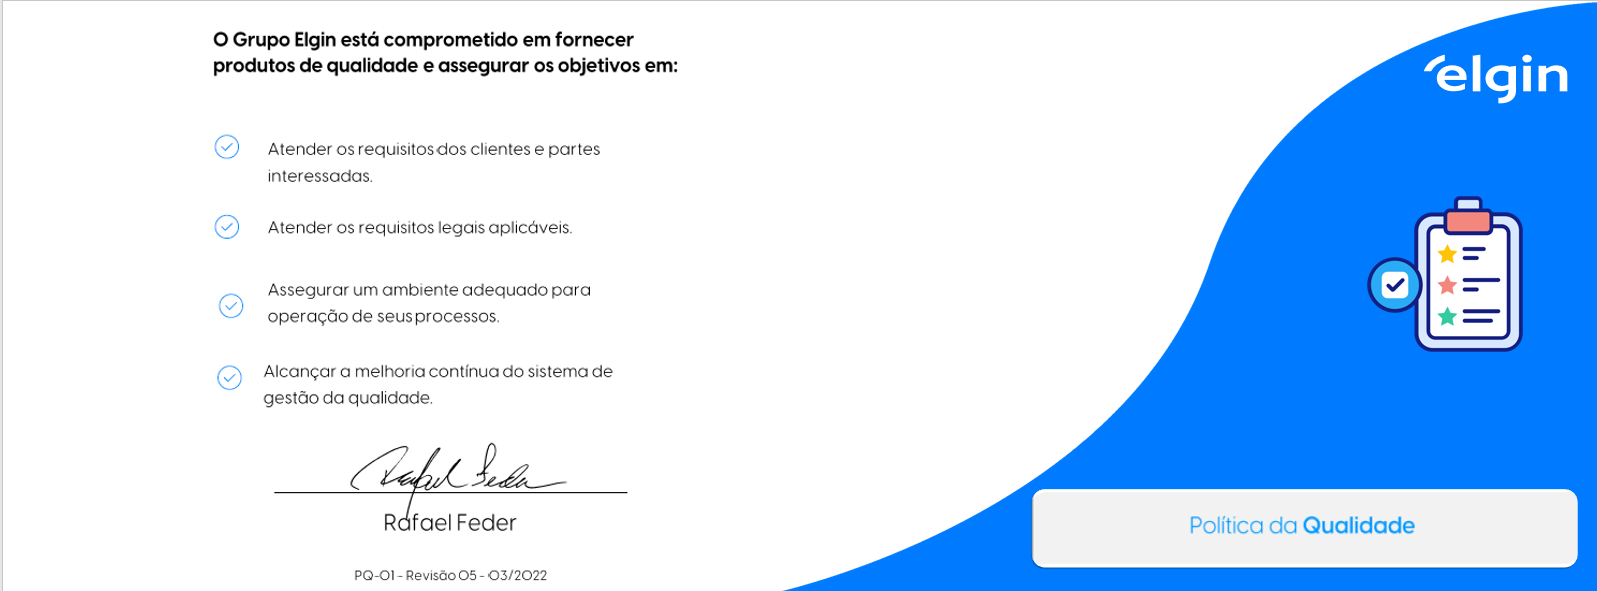 O Grupo Elgin está comprometido em fornecer
produtos de qualidade e assegurar os objetivos em:
Atender os requisitos dos clientes e partes
interessadas.
Atender os requisitos legais aplicáveis.
Assegurar um ambiente adequado para
operação de seus processos.
Alcançar a melhoria contínua do sistema de
gestão da qualidade.
Rafael Feder
Rafael Feder
PQ-01 - Revisão 05 - 03/2022
elgin
Política da Qualidade